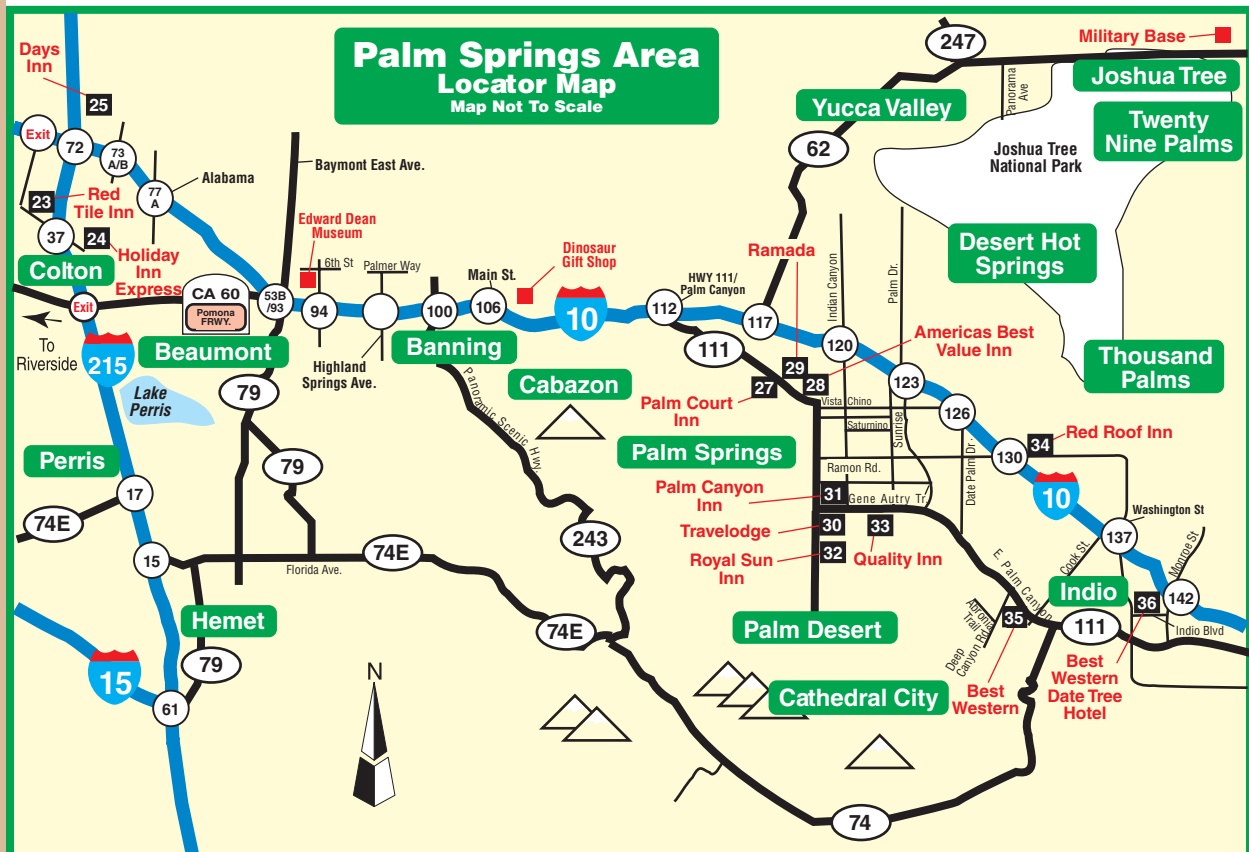 Palm Springs Area
Locator Map
Map Not To Scale
Days
Inn
25
Exit
72
73
A/B
77
A
Alabama
23
Red
Tile Inn
37
24
Holiday
Inn
Express
Colton
Exit
CA 60
Pomona
FRWY.
53B
/93
To
Riverside
215
Beaumont
Lake
Perris
Baymont East Ave.
Edward Dean
Museum
6th St
Palmer Way
94
Highland
Springs Ave.
100
Main St.
106
Dinosaur
Gift Shop
10
Banning
Cabazon
Panoramic Scenic Hwy.
79
79
Perris
17
74E
15
Florida Ave.
74E
243
74E
Hemet
79
15
61
N
247
Military Base
Joshua Tree
Panorama
Ave
Yucca Valley
Twenty
Nine Palms
62
Joshua Tree
National Park
Desert Hot
Springs
Thousand
Palms
Ramada
HWY 111/
Palm Canyon
112
117
Indian Canyon
Palm Dr.
120
Americas Best
Value Inn
111
29
27
28
123
Palm Court
Inn
Vista Chino
Saturnino
Sunrise
126
Palm Springs
Ramon Rd.
Date Palm Dr.
130
34
Red Roof Inn
10
Palm Canyon
Inn
31
Gene Autry Tr.
Travelodge
30
33
Royal Sun
Inn
32
Quality Inn
Washington St
137
E. Palm Canyon
Cook St.
Monroe St
Indio
36
142
Palm Desert
Abronia
Trail
35
111
Indio Blvd
Deep
Canyon Rd.
Cathedral City
Best
Western
Best
Western
Date Tree
Hotel
74